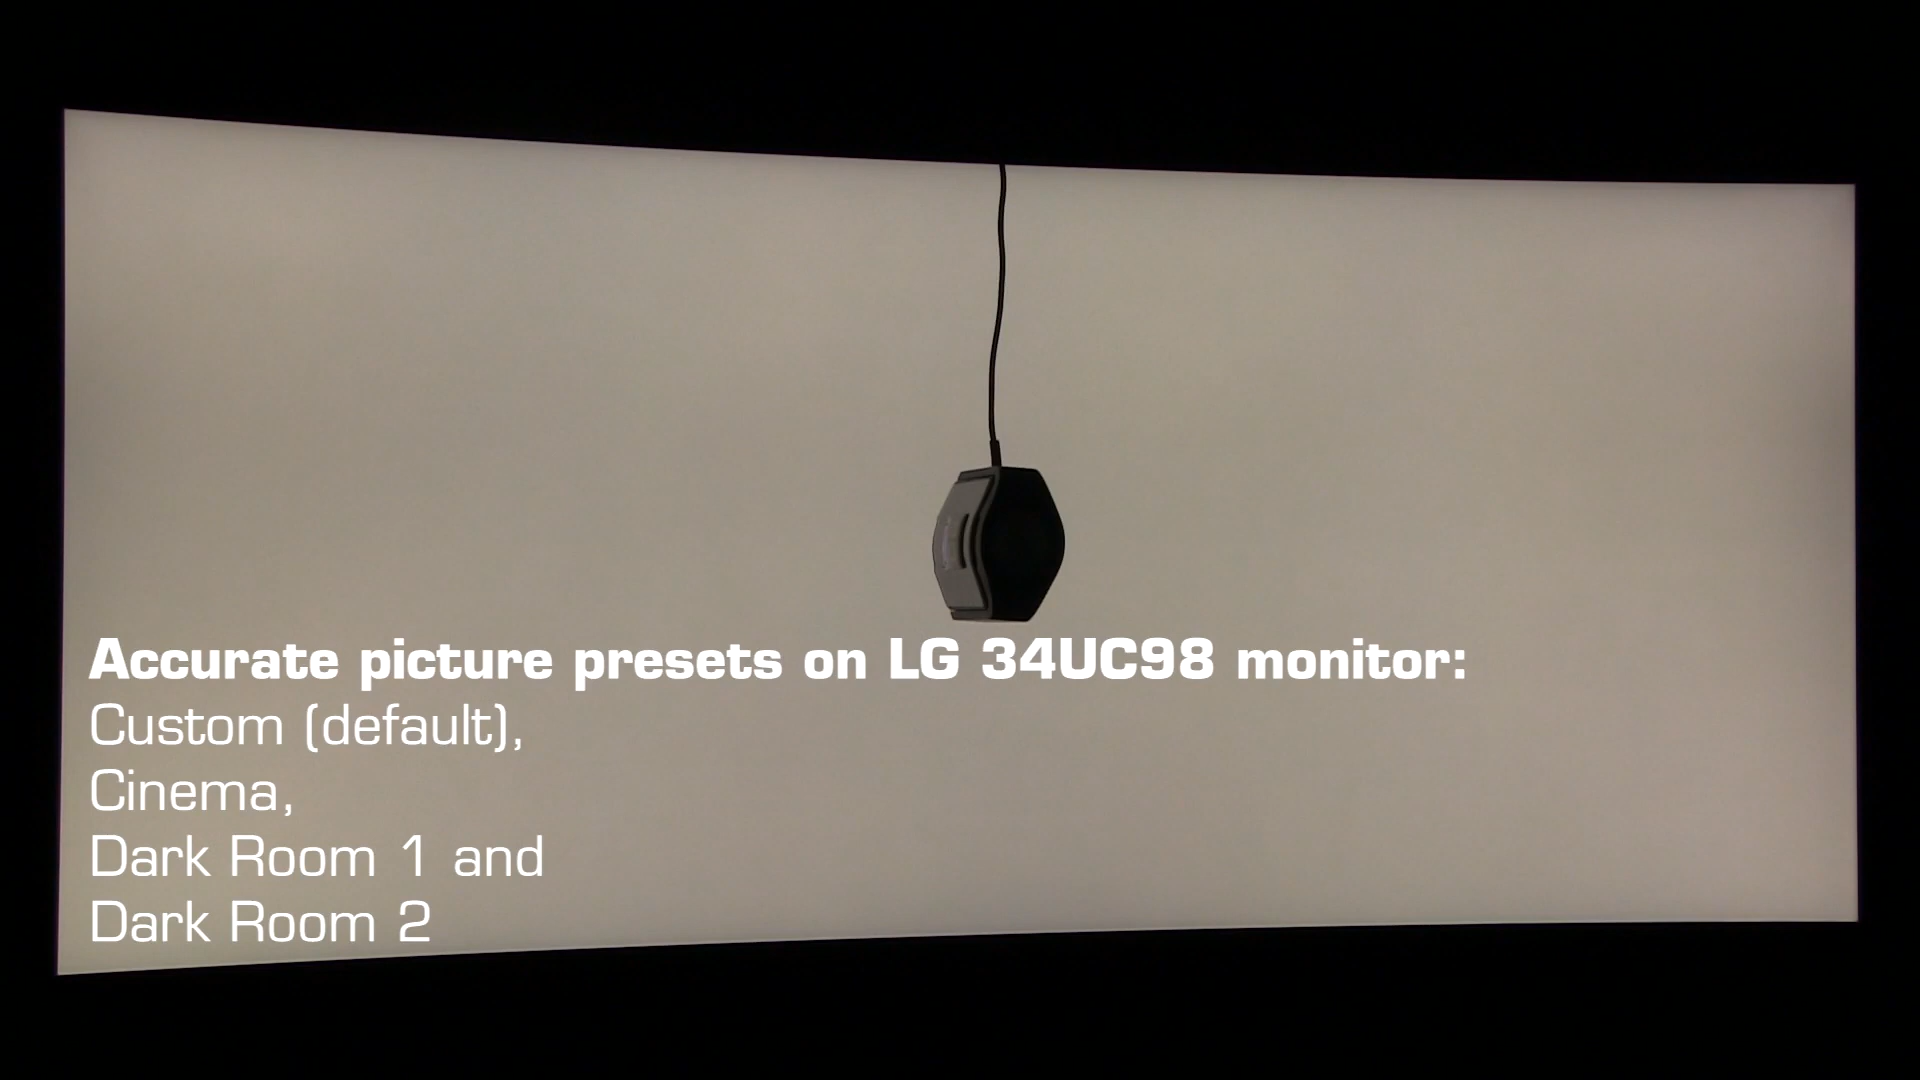 Accurate picture presets on LG 34UC98 monitor:
Custom (default),
Cinema,
Dark Room 1 and
Dark Room 2